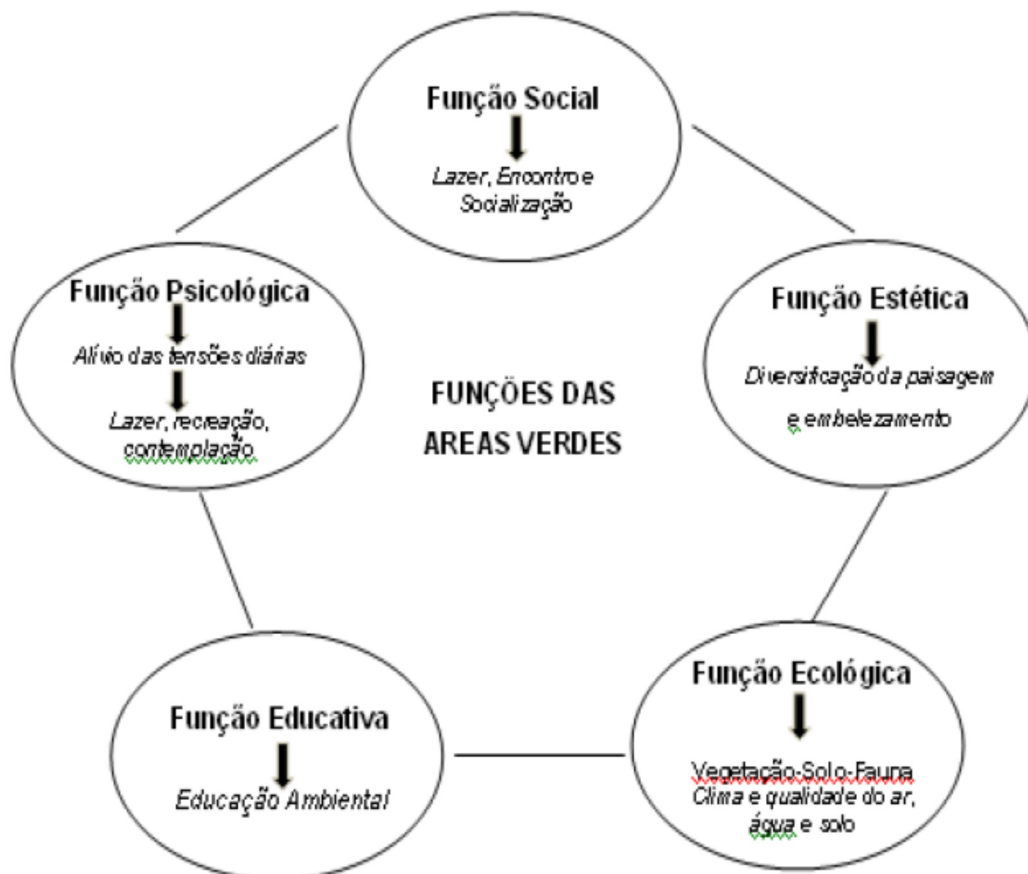 Função Social
Lazer, Encontro e
Socialização
Função Psicológica
Alívio das tensões diárias
Lazer, recreação,
contemplação
Função Estética
Diversificação da paisagem
e embelezamento
FUNÇÕES DAS
AREAS VERDES
Função Educativa
Educação Ambiental
Função Ecológica
Vegetação-Solo-Fauna
Clima e qualidade do ar,
água e solo